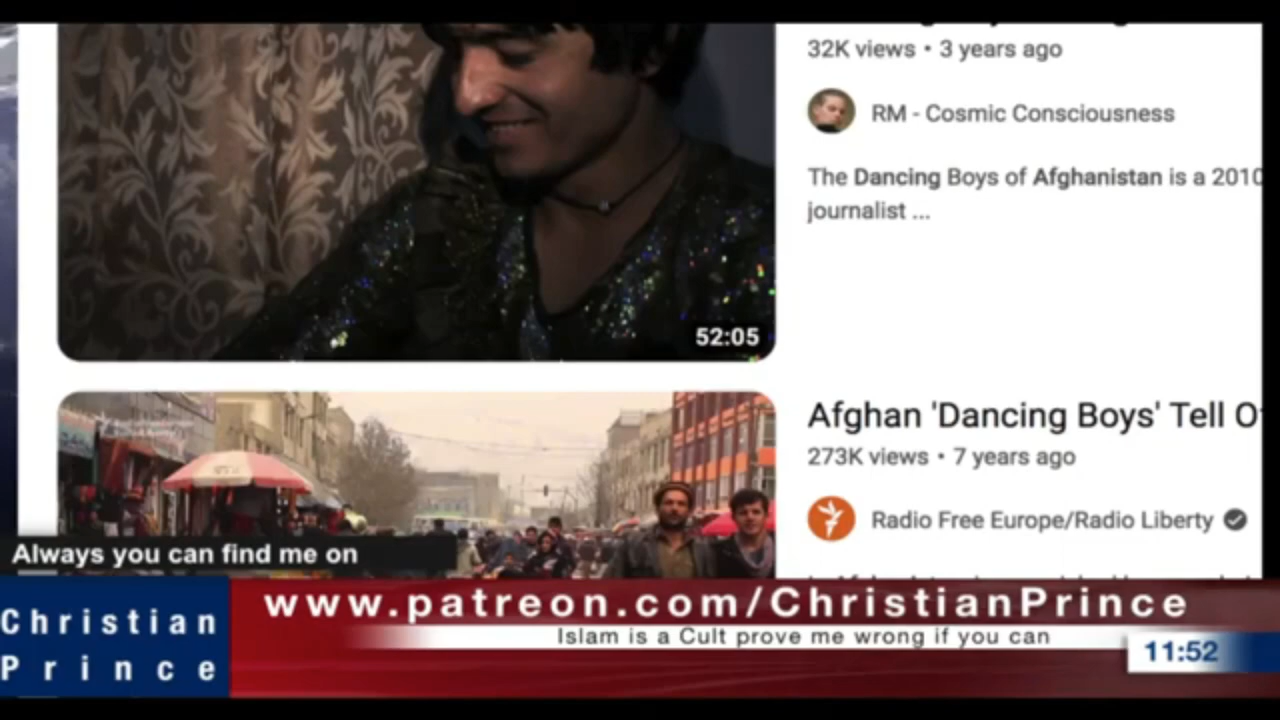 32K views • 3 years ago
RM - Cosmic Consciousness
The Dancing Boys of Afghanistan is a 2010
journalist ...
52:05
Afghan 'Dancing Boys' Tell O
273K views • 7 years ago
Radio Free Europe/Radio Liberty
Always you can find me on
www.patreon.com/ChristianPrince
Christian
Prince
Islam is a Cult prove me wrong if you can
11:52